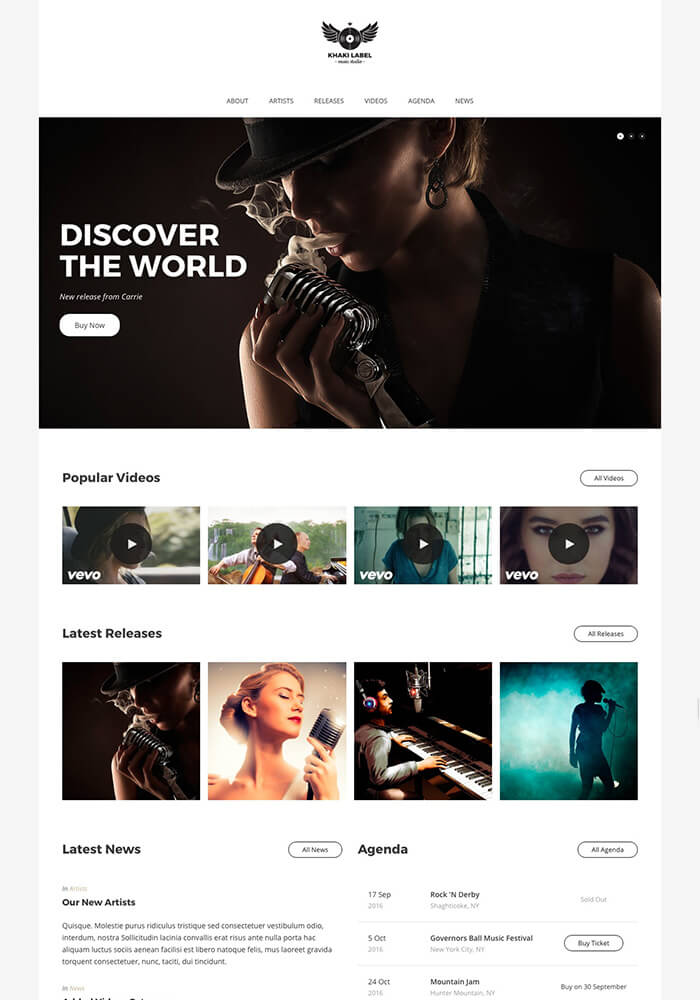 KHAKI LABEL
- music studio -
ABOUT ARTISTS RELEASES VIDEOS AGENDA NEWS
DISCOVER
THE WORLD
New release from Carrie
Buy Now
Popular Videos
All Videos
vevo
vevo
vevo
Latest Releases
All Releases
Latest News
All News
In Artists
Our New Artists
Quisque. Molestie purus ridiculus tristique sed consectetuer vestibulum odio,
interdum, nostra Sollicitudin lacinia convallis erat risus ante nulla porta hac
aliquam luctus sociis aenean facilisi est libero natoque felis, mus laoreet gravida
torquent consectetuer, nunc, taciti, dui tincidunt.
In News
Agenda
All Agenda
17 Sep Rock 'N Derby Sold Out
2016 Shaghticoke, NY
5 Oct Governors Ball Music Festival Buy Ticket
2016 New York City, NY
24 Oct Mountain Jam Buy on 30 September
2016 Hunter Mountain, NY